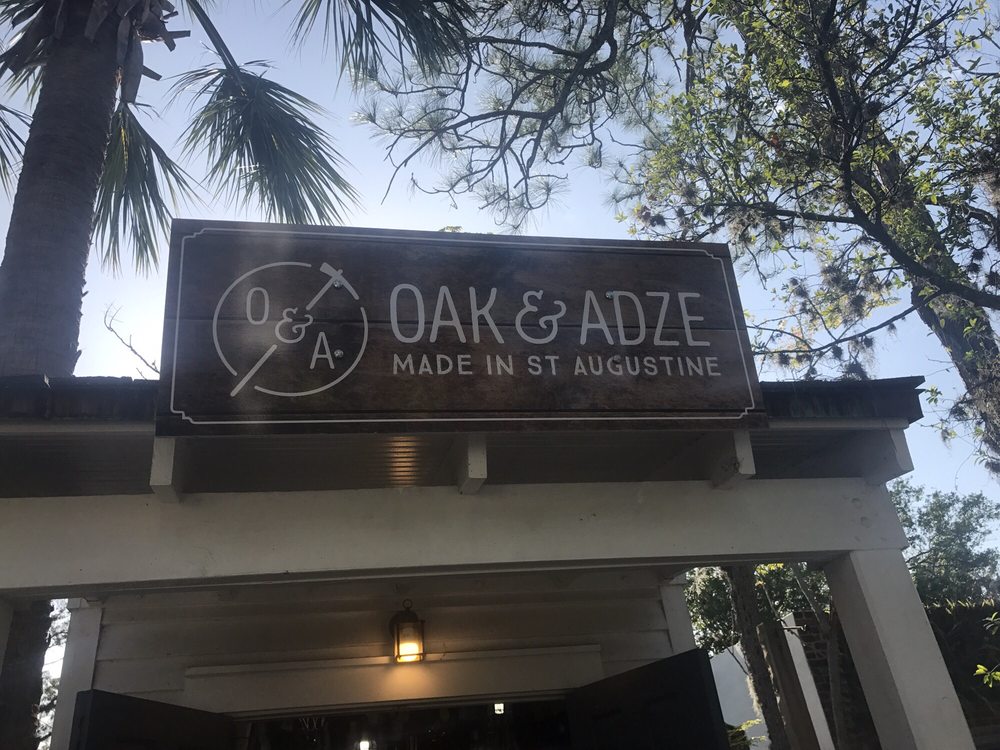 O & A
OAK & ADZE
MADE IN ST AUGUSTINE